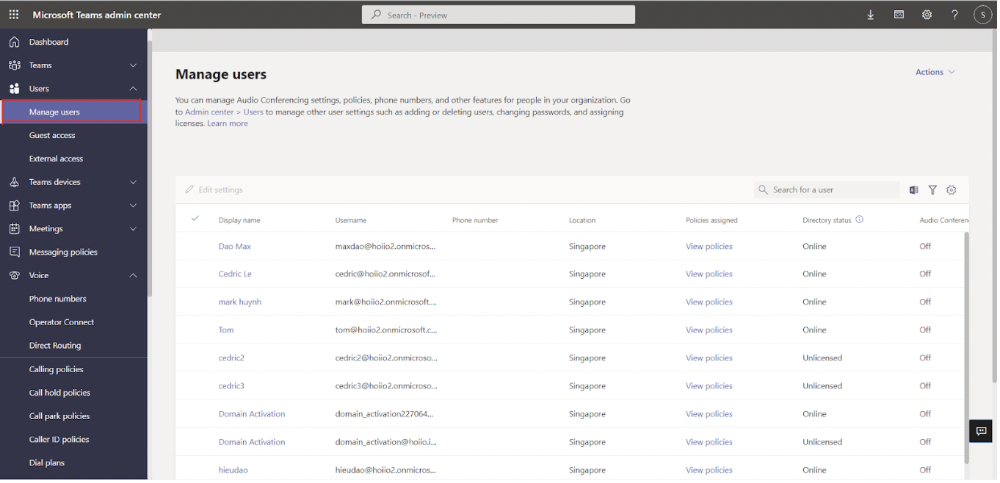 Microsoft Teams admin center
Search - Preview
S
Dashboard
Teams
Users
Manage users
Guest access
External access
Teams devices
Teams apps
Meetings
Messaging policies
Voice
Phone numbers
Operator Connect
Direct Routing
Calling policies
Call hold policies
Call park policies
Caller ID policies
Dial plans
Manage users
Actions
You can manage Audio Conferencing settings, policies, phone numbers, and other features for people in your organization. Go
to Admin center > Users to manage other user settings such as adding or deleting users, changing passwords, and assigning
licenses. Learn more
Edit settings
Search for a user
Display name Username Phone number Location Policies assigned Directory status Audio Conferen
Dao Max maxdao@hoiio2.onmicros... Singapore View policies Online Off
Cedric Le cedric@hoiio2.onmicrosof... Singapore View policies Online Off
mark huynh mark@hoiio2.onmicrosoft.... Singapore View policies Online Off
Tom tom@hoiio2.onmicrosoft.c... Singapore View policies Online Off
cedric2 cedric2@hoiio2.onmicroso... Singapore View policies Unlicensed Off
cedric3 cedric3@hoiio2.onmicroso... Singapore View policies Unlicensed Off
Domain Activation domain_activation227064... Singapore View policies Online Off
Domain Activation domain_activation@hoiio.i... Singapore View policies Unlicensed Off
hieudao hieudao@hoiio2.onmicros... Singapore View policies Online Off